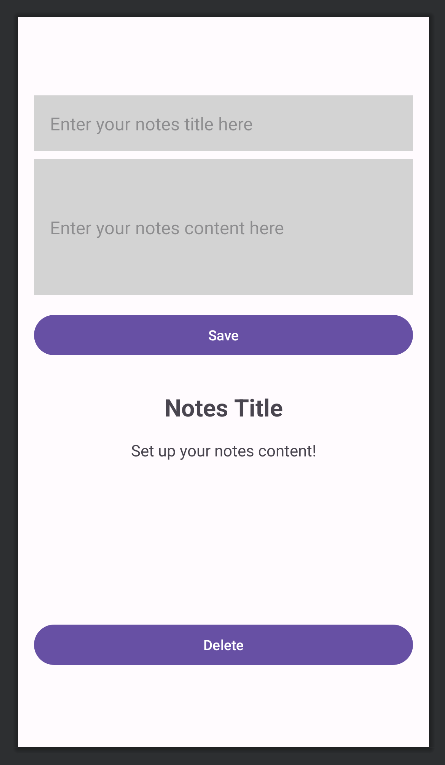 Enter your notes title here
Enter your notes content here
Save
Notes Title
Set up your notes content!
Delete